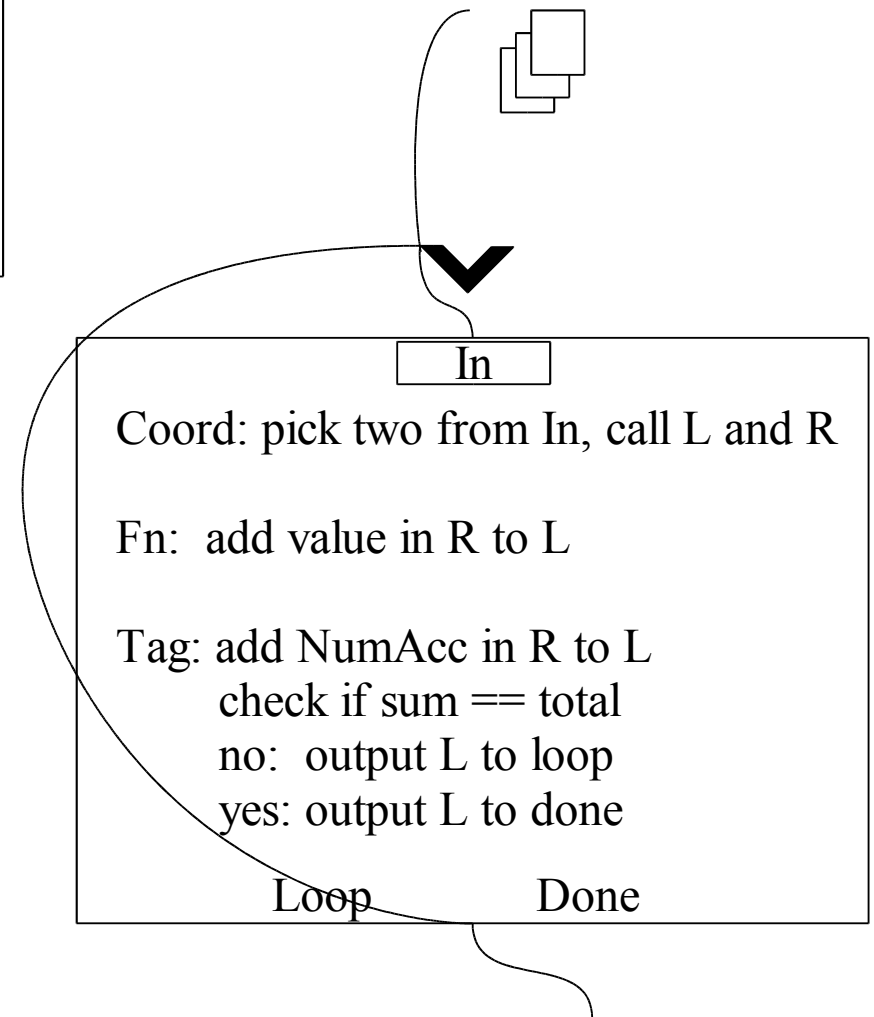 In
Coord: pick two from In, call L and R
Fn:  add value in R to L
Tag: add NumAcc in R to L
check if sum == total
no:  output L to loop
yes: output L to done
Loop
Done